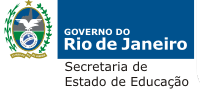 GOVERNO DO
Rio de Janeiro
Secretaria de
Estado de Educação